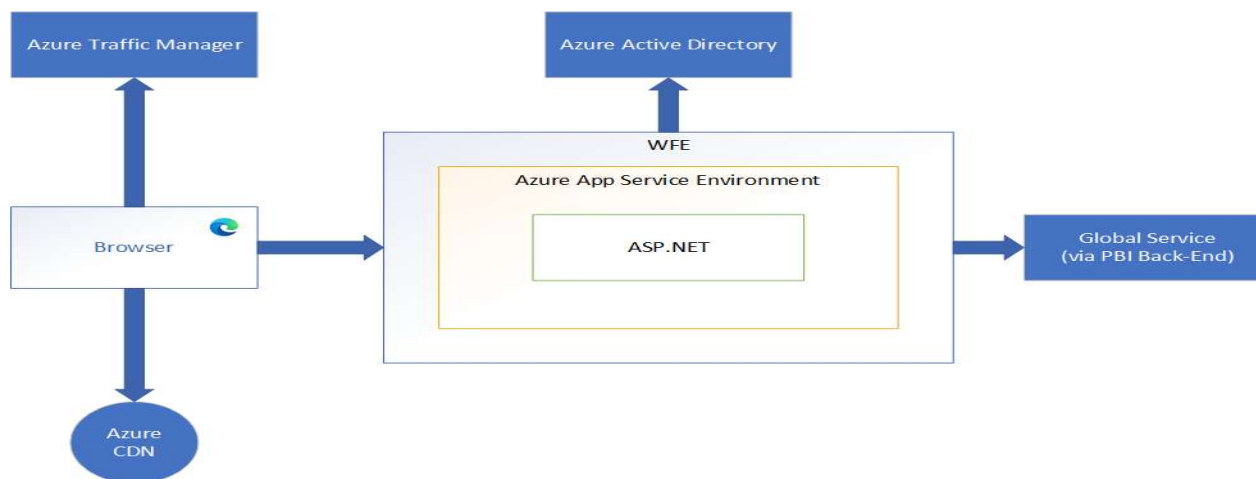 Azure Traffic Manager
Azure Active Directory
WFE
Azure App Service Environment
Browser
ASP.NET
Global Service
(via PBI Back-End)
Azure
CDN